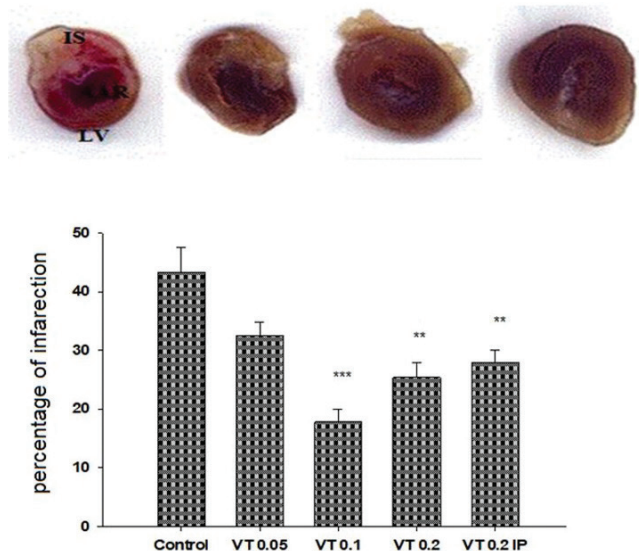 IS
AAR
LV
50
40
30
20
10
0
percentage of infarection
***
**
**
Control VT 0.05 VT 0.1 VT 0.2 VT 0.2 IP